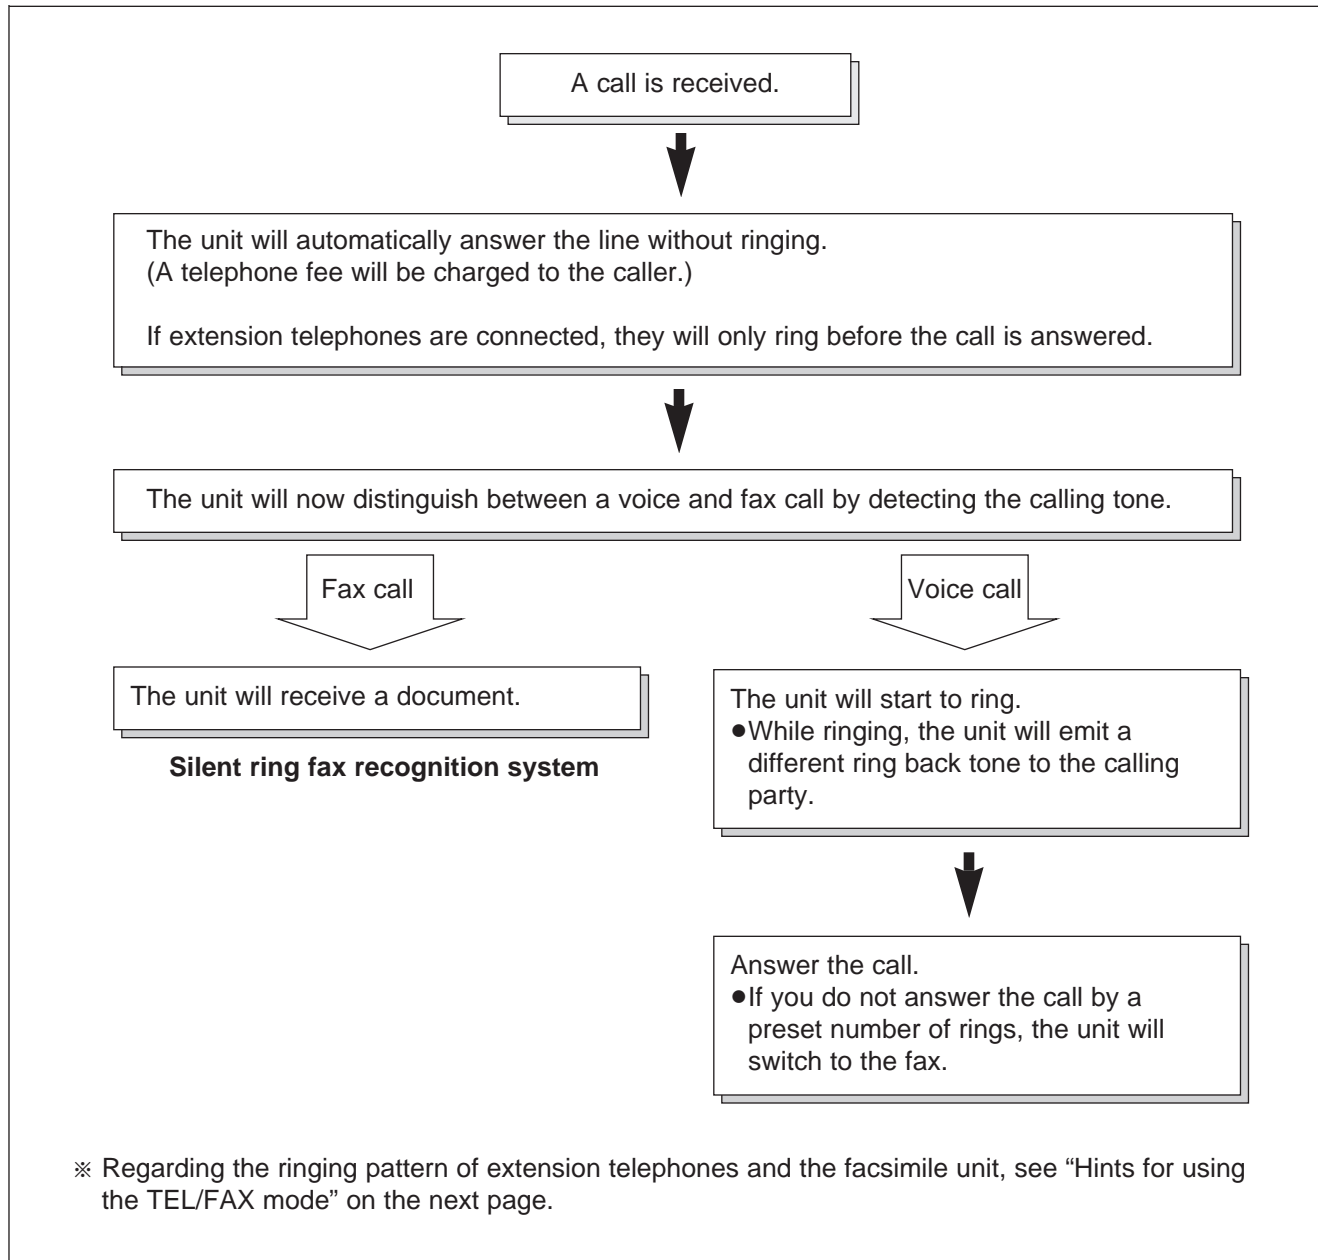 A call is received.
The unit will automatically answer the line without ringing.
(A telephone fee will be charged to the caller.)
If extension telephones are connected, they will only ring before the call is answered.
The unit will now distinguish between a voice and fax call by detecting the calling tone.
Fax call
Voice call
The unit will receive a document.
Silent ring fax recognition system
The unit will start to ring.
●While ringing, the unit will emit a
different ring back tone to the calling
party.
Answer the call.
●If you do not answer the call by a
preset number of rings, the unit will
switch to the fax.
※ Regarding the ringing pattern of extension telephones and the facsimile unit, see “Hints for using
the TEL/FAX mode” on the next page.